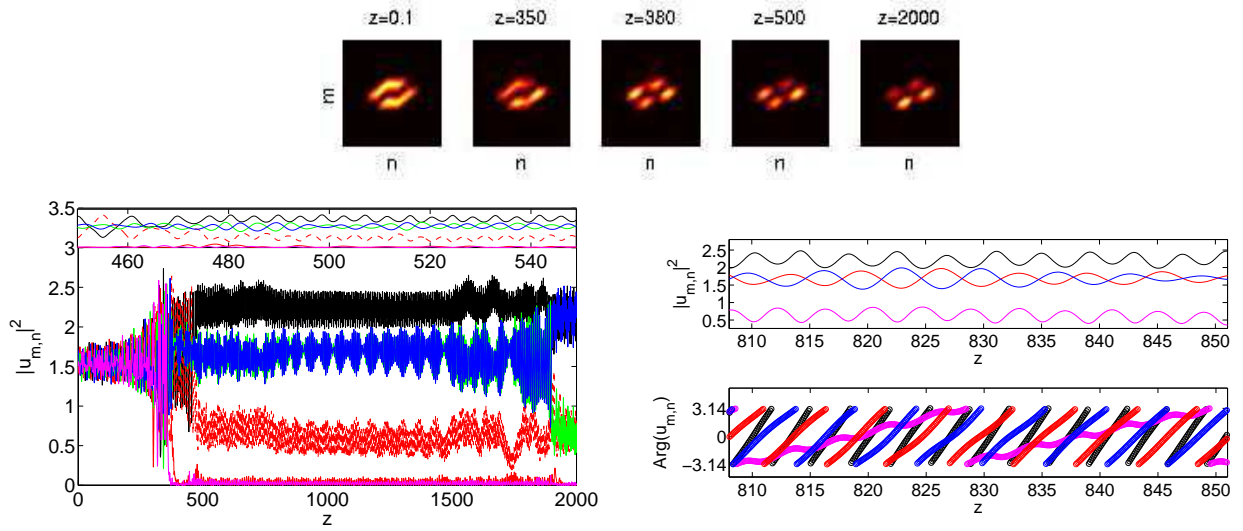 z=0.1 z=350 z=380 z=500 z=2000
m
n n n n n
3.5
3
460 480 500 520 540
2.5
2
1.5
1
0.5
0
|u_{m,n}|^2
0 500 1000 1500 2000
z
2.5
2
1.5
1
0.5
|u_{m,n}|^2
810 815 820 825 830 835 840 845 850
z
3.14
0
−3.14
Arg(u_{m,n})
810 815 820 825 830 835 840 845 850
z